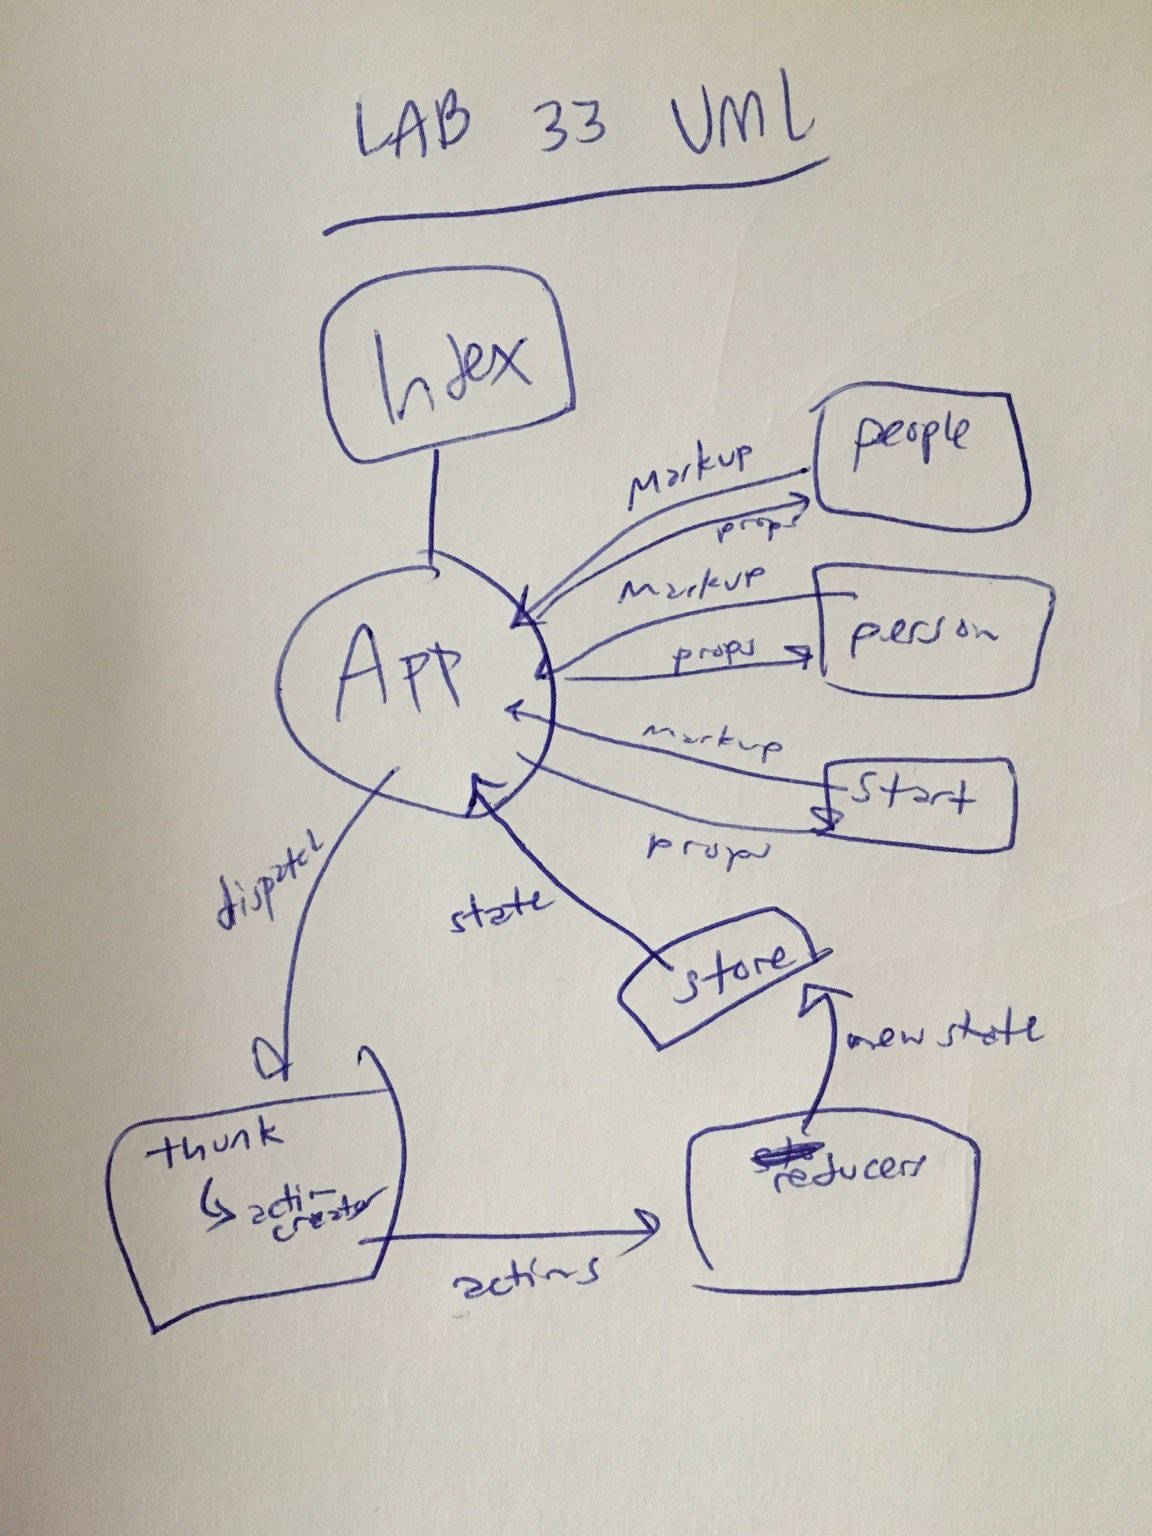 LAB 33 UML
Index
people
Markup
props
Markup
person
props
App
Markup
start
props
dispatch
state
store
new state
thunk
action
creator
reducers
actions